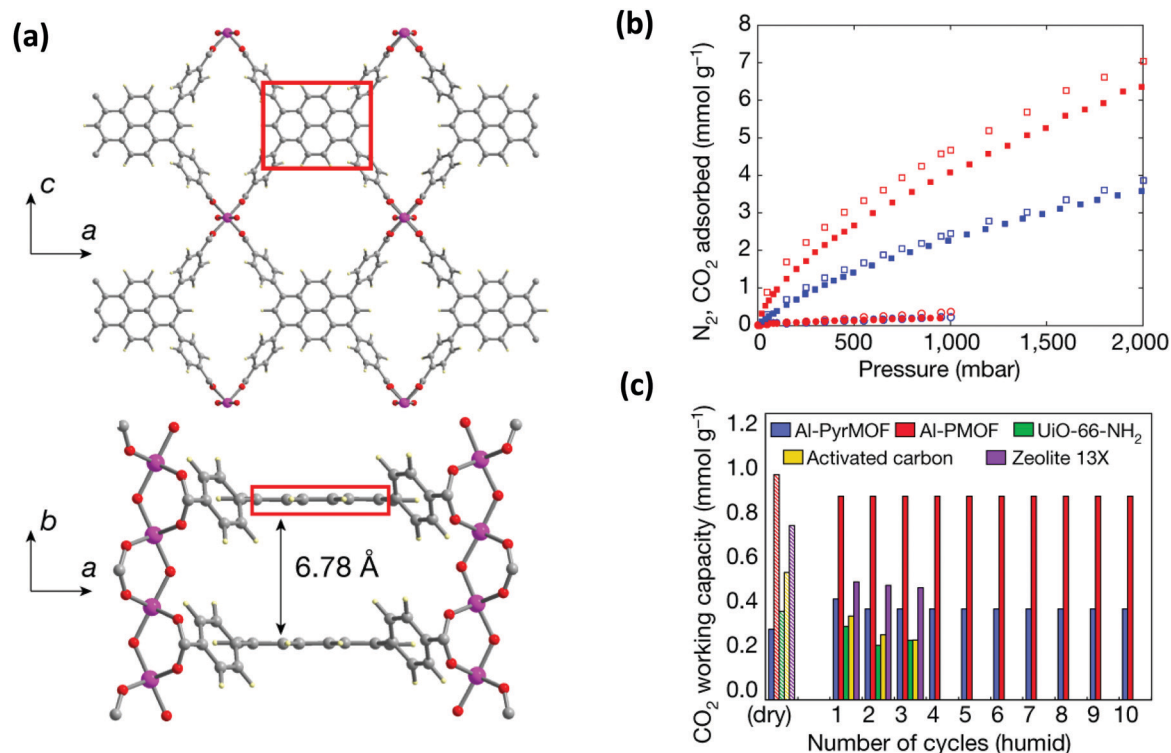 (a)
c
a
b
a
6.78 Å
(b)
N₂, CO₂ adsorbed (mmol g⁻¹)
7
6
5
4
3
2
1
0
0 500 1,000 1,500 2,000
Pressure (mbar)
(c)
CO₂ working capacity (mmol g⁻¹)
1.2
1.0
0.8
0.6
0.4
0.2
0.0
Al-PyrMOF Al-PMOF UiO-66-NH₂
Activated carbon Zeolite 13X
(dry) 1 2 3 4 5 6 7 8 9 10
Number of cycles (humid)